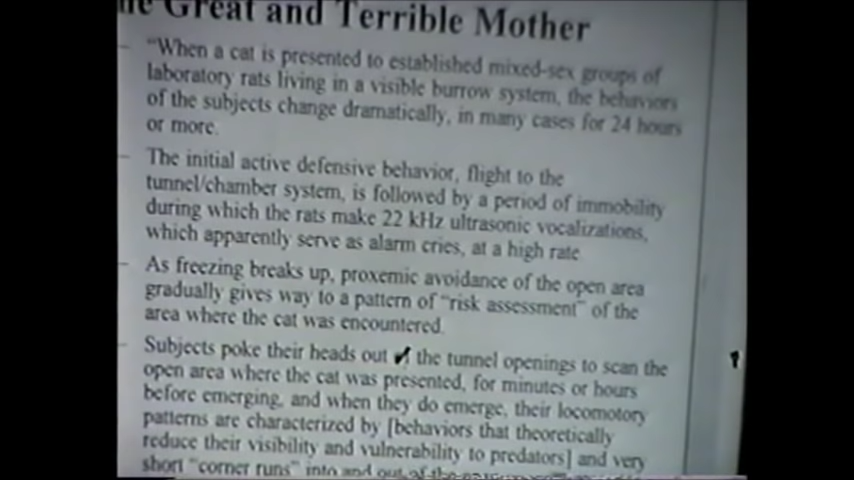 he Great and Terrible Mother
– “When a cat is presented to established mixed-sex groups of
laboratory rats living in a visible burrow system, the behaviors
of the subjects change dramatically, in many cases for 24 hours
or more.
– The initial active defensive behavior, flight to the
tunnel/chamber system, is followed by a period of immobility
during which the rats make 22 kHz ultrasonic vocalizations,
which apparently serve as alarm cries, at a high rate.
– As freezing breaks up, proxemic avoidance of the open area
gradually gives way to a pattern of “risk assessment” of the
area where the cat was encountered.
– Subjects poke their heads out the tunnel openings to scan the
open area where the cat was presented, for minutes or hours
before emerging, and when they do emerge, their locomotory
patterns are characterized by [behaviors that theoretically
reduce their visibility and vulnerability to predators] and very
short “corner runs” into and out of the